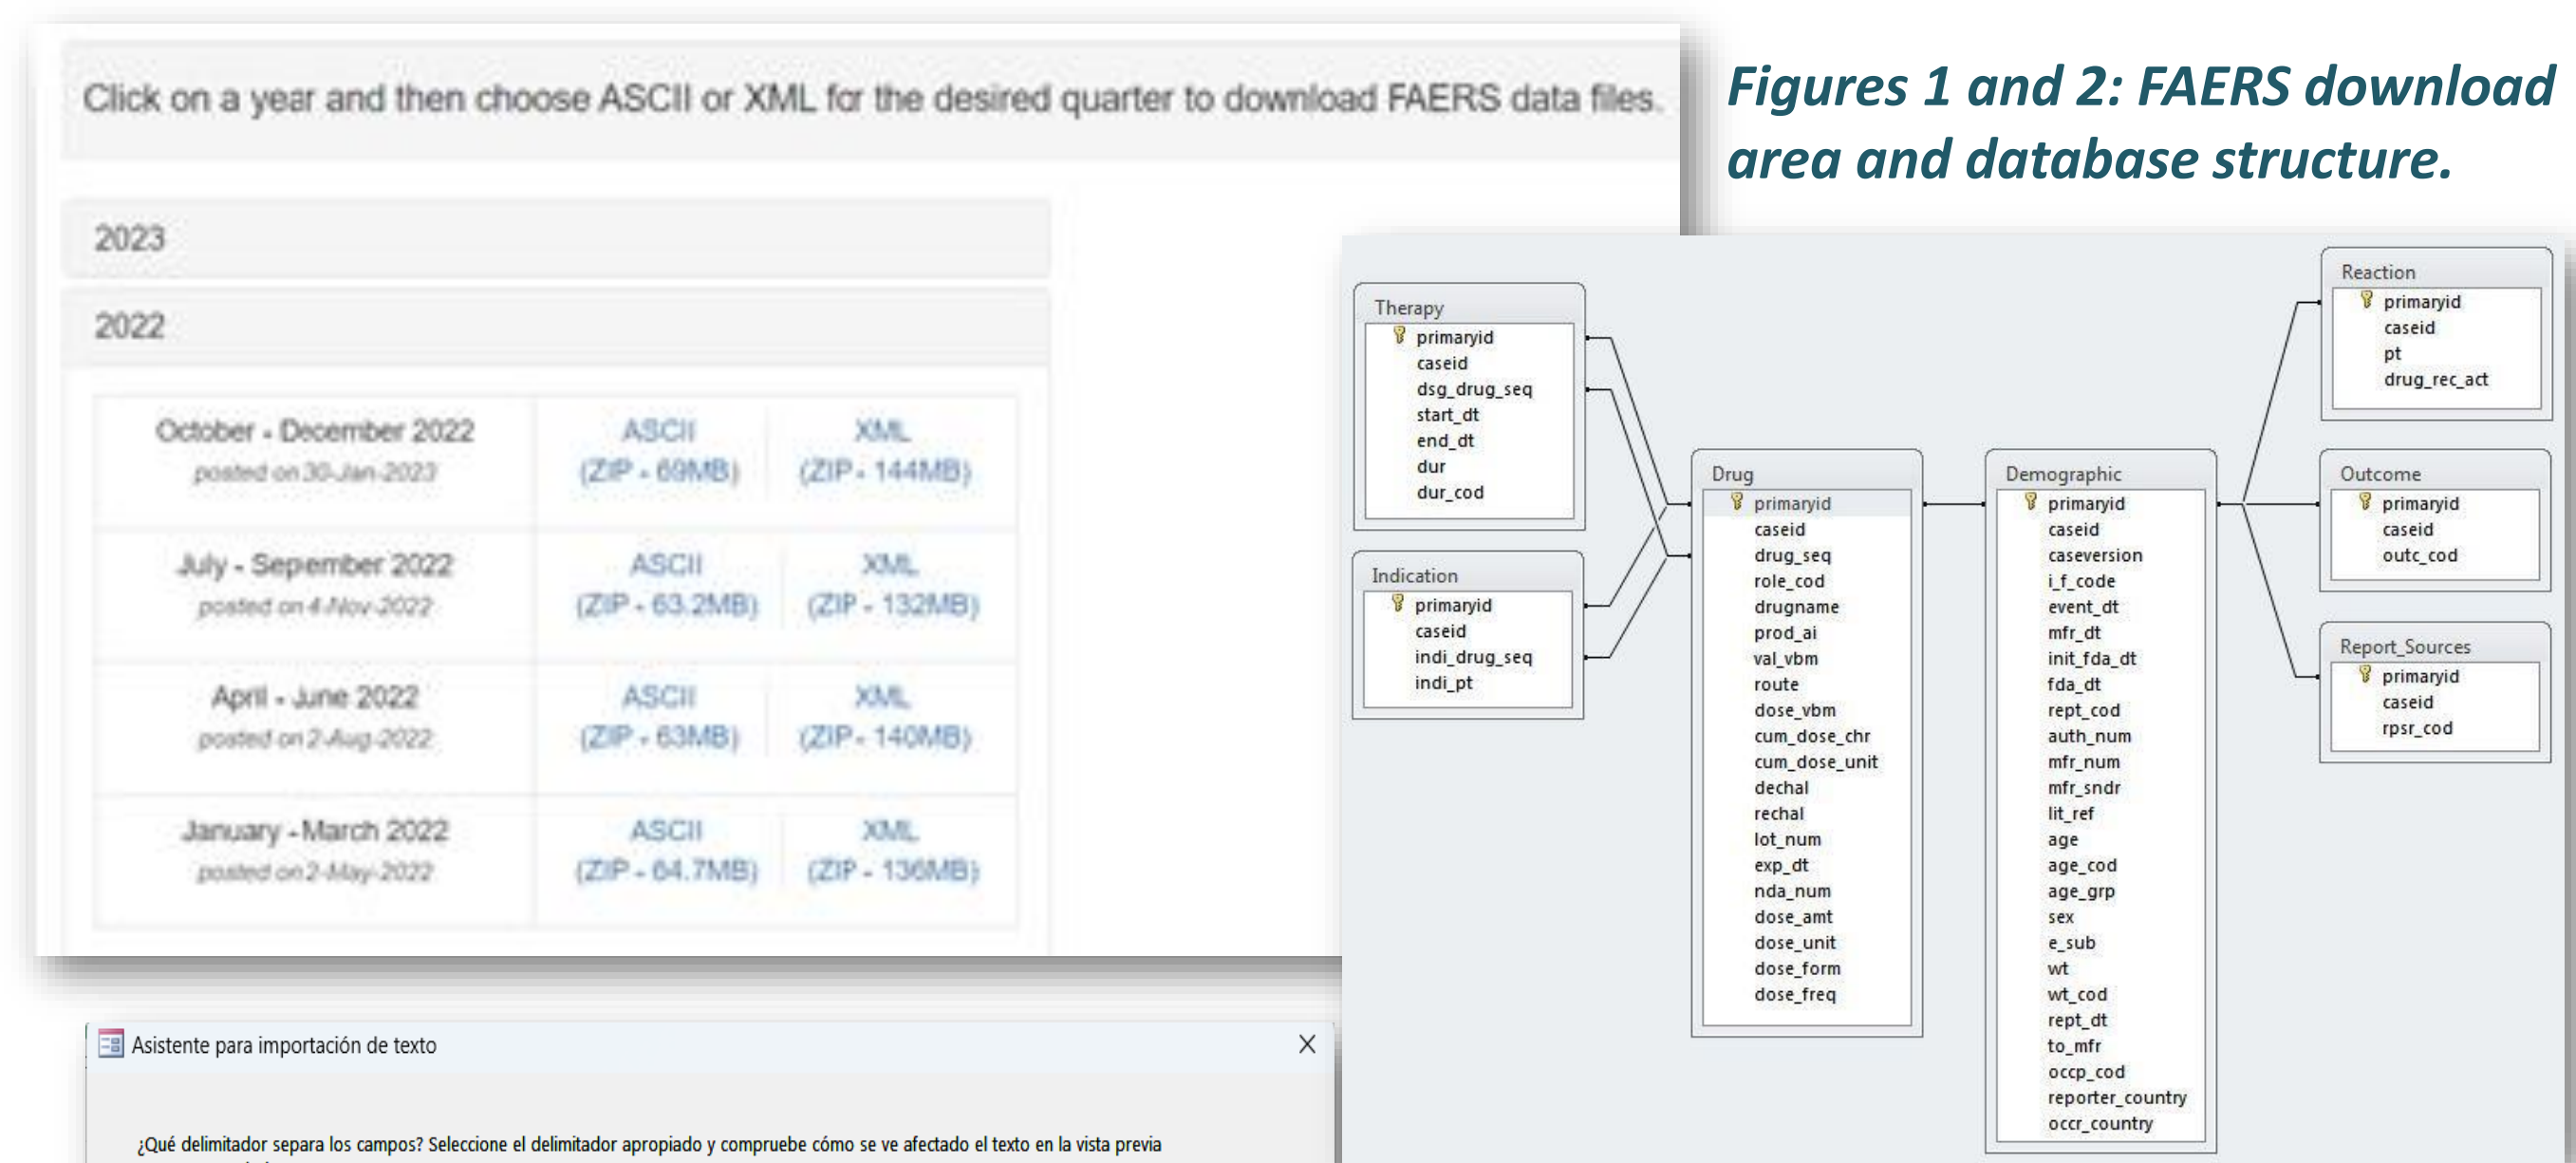 Click on a year and then choose ASCII or XML for the desired quarter to download FAERS data files.
2023
2022
October - December 2022
posted on 30-Jan-2023
ASCII
(ZIP - 69MB)
XML
(ZIP - 144MB)
July - Sepember 2022
posted on 4-Nov-2022
ASCII
(ZIP - 63.2MB)
XML
(ZIP - 132MB)
April - June 2022
posted on 2-Aug-2022
ASCII
(ZIP - 63MB)
XML
(ZIP - 140MB)
January - March 2022
posted on 2-May-2022
ASCII
(ZIP - 64.7MB)
XML
(ZIP - 136MB)
Figures 1 and 2: FAERS download
area and database structure.
Therapy
primaryid
caseid
dsg_drug_seq
start_dt
end_dt
dur
dur_cod
Indication
primaryid
caseid
indi_drug_seq
indi_pt
Drug
primaryid
caseid
drug_seq
role_cod
drugname
prod_ai
val_vbm
route
dose_vbm
cum_dose_chr
cum_dose_unit
dechal
rechal
lot_num
exp_dt
nda_num
dose_amt
dose_unit
dose_form
dose_freq
Demographic
primaryid
caseid
caseversion
i_f_code
event_dt
mfr_dt
init_fda_dt
fda_dt
rept_cod
auth_num
mfr_num
mfr_sndr
lit_ref
age
age_cod
age_grp
sex
e_sub
wt
wt_cod
rept_dt
to_mfr
occp_cod
reporter_country
occr_country
Reaction
primaryid
caseid
pt
drug_rec_act
Outcome
primaryid
caseid
outc_cod
Report_Sources
primaryid
caseid
rpsr_cod
Asistente para importación de texto
¿Qué delimitador separa los campos? Seleccione el delimitador apropiado y compruebe cómo se ve afectado el texto en la vista previa